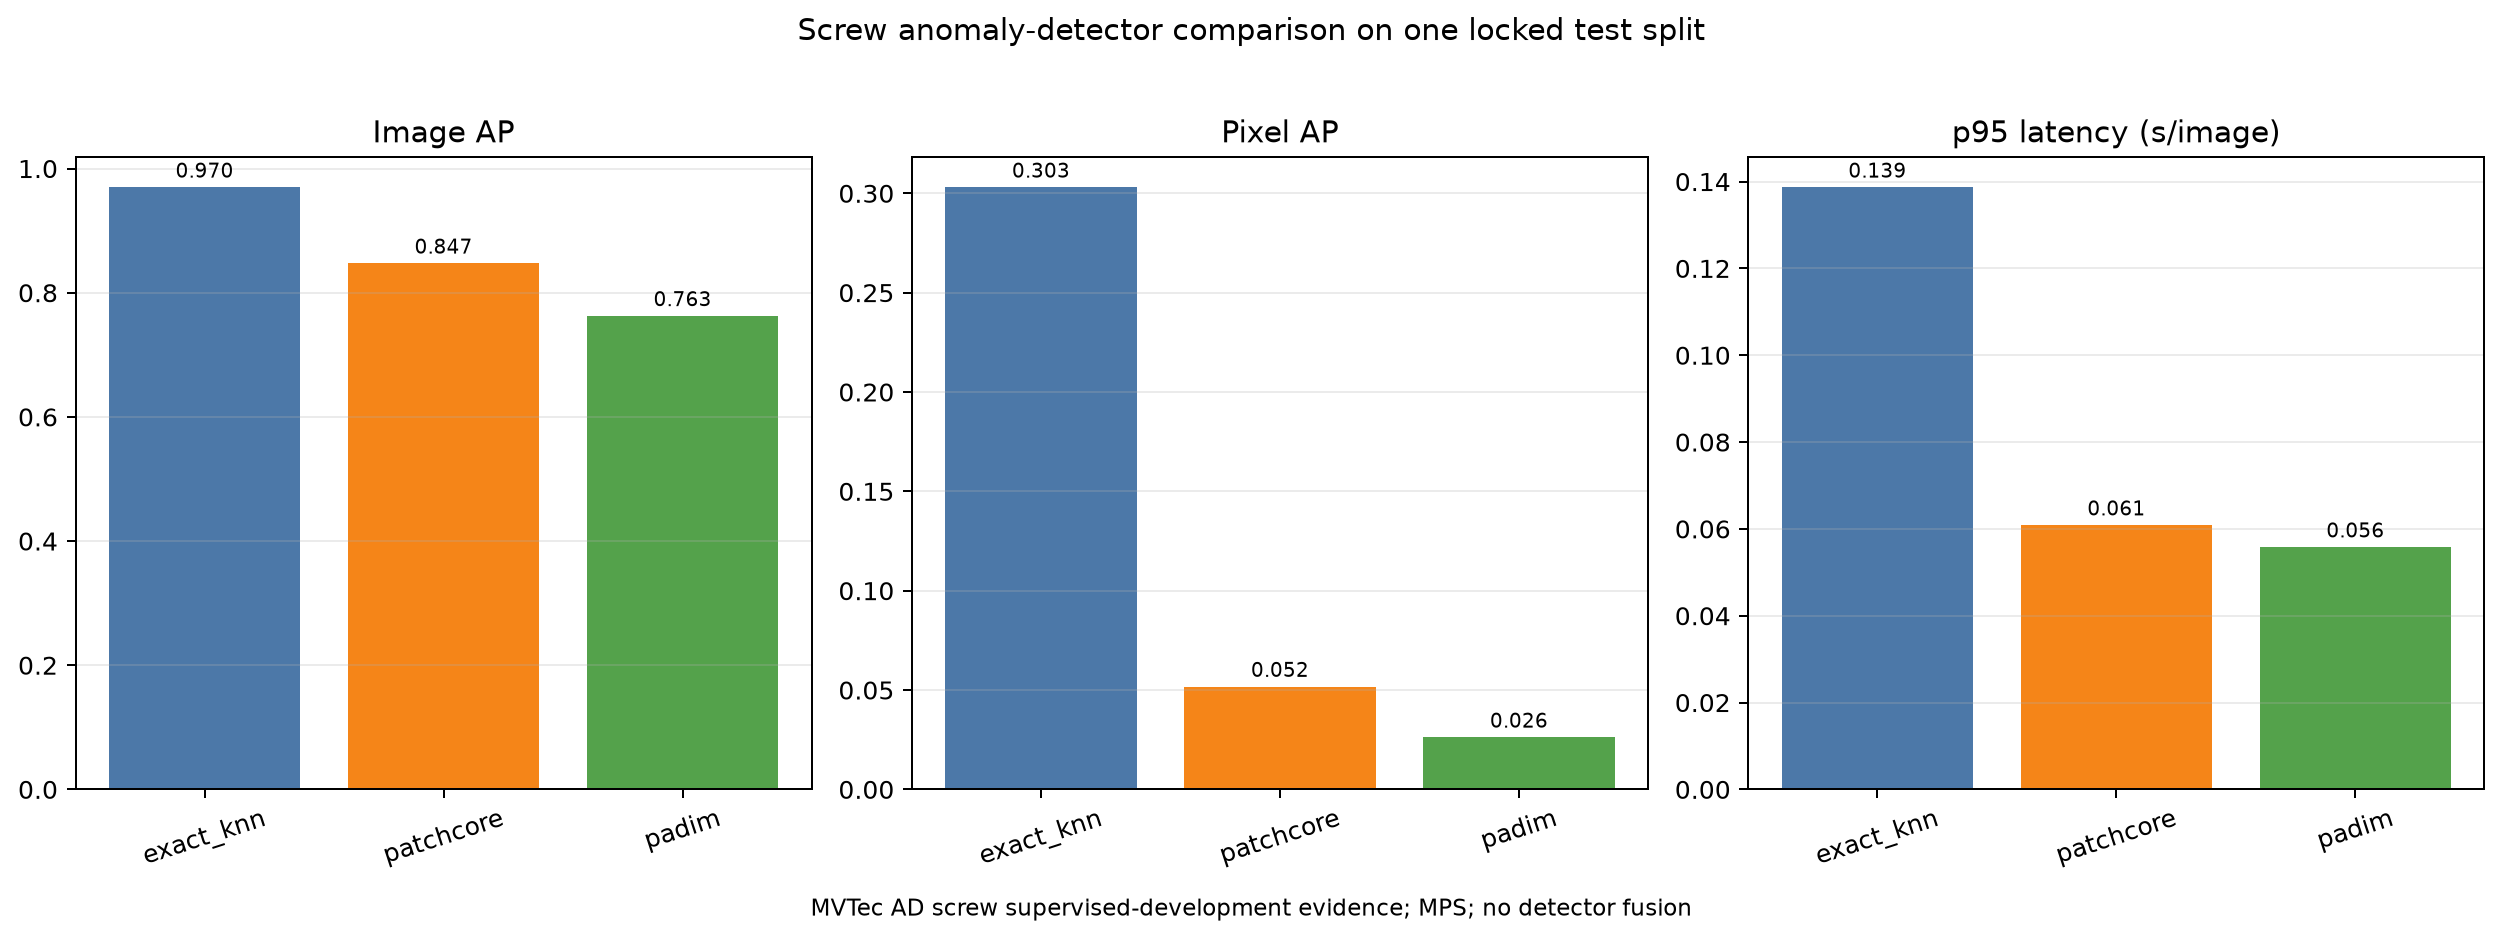 Screw anomaly-detector comparison on one locked test split
Image AP
1.0
0.8
0.6
0.4
0.2
0.0
0.970
0.847
0.763
exact_knn
patchcore
padim
Pixel AP
0.30
0.25
0.20
0.15
0.10
0.05
0.00
0.303
0.052
0.026
exact_knn
patchcore
padim
p95 latency (s/image)
0.14
0.12
0.10
0.08
0.06
0.04
0.02
0.00
0.139
0.061
0.056
exact_knn
patchcore
padim
MVTec AD screw supervised-development evidence; MPS; no detector fusion